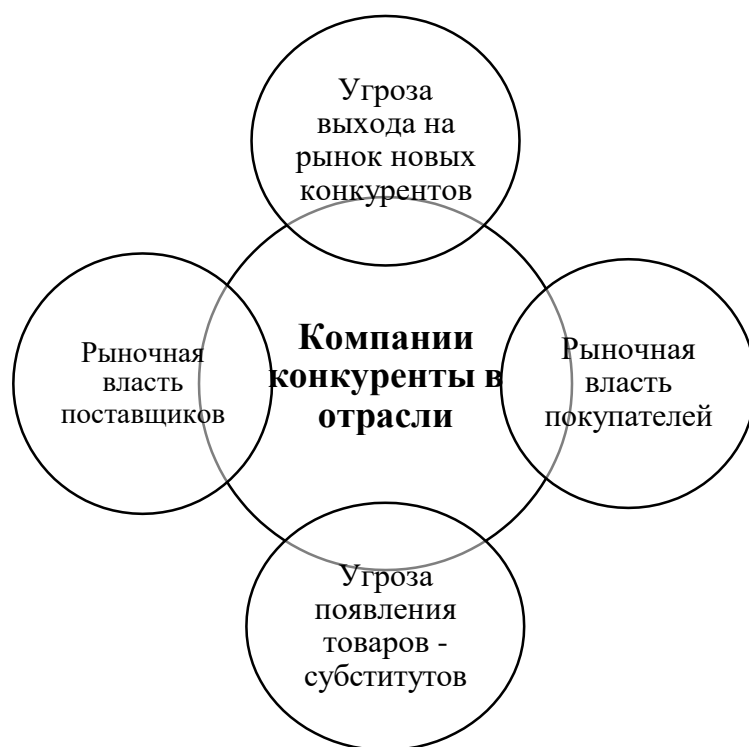 Угроза
выхода на
рынок новых
конкурентов
Компании
конкуренты в
отрасли
Рыночная
власть
поставщиков
Рыночная
власть
покупателей
Угроза
появления
товаров -
субститутов